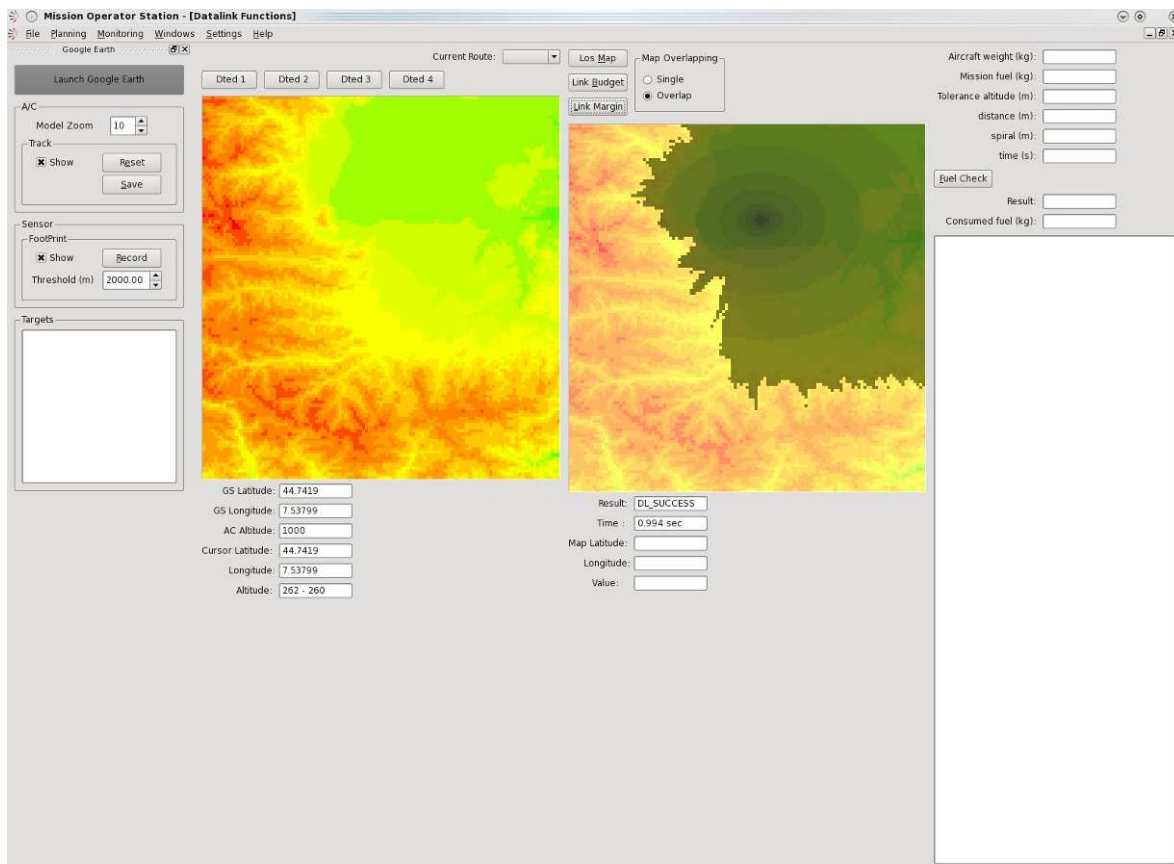 Mission Operator Station - [Datalink Functions]
File Planning Monitoring Windows Settings Help
Google Earth
Launch Google Earth
A/C
Model Zoom 10
Track
Show Reset
Save
Sensor
FootPrint
Show Record
Threshold (m) 2000.00
Targets
Current Route:
Dted 1 Dted 2 Dted 3 Dted 4
GS Latitude: 44.7419
GS Longitude: 7.53799
AC Altitude: 1000
Cursor Latitude: 44.7419
Longitude: 7.53799
Altitude: 262 - 260
Los Map
Link Budget
Link Margin
Map Overlapping
Single
Overlap
Result: DL_SUCCESS
Time : 0.994 sec
Map Latitude:
Longitude:
Value:
Aircraft weight (kg):
Mission fuel (kg):
Tolerance altitude (m):
distance (m):
spiral (m):
time (s):
Fuel Check
Result:
Consumed fuel (kg):